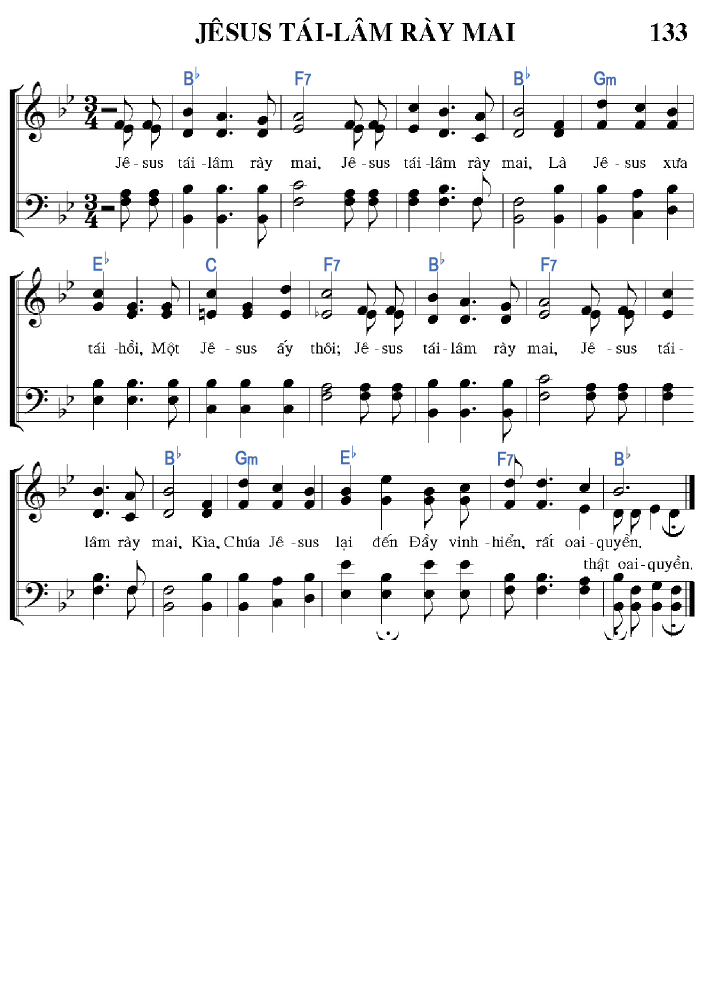 JÊSUS TÁI-LÂM RÀY MAI 133
B♭ F7 B♭ Gm
3 4
Jê-sus tái-lâm rày mai, Jê-sus tái-lâm rày mai, Là Jê-sus xưa
3 4
E♭ C F7 B♭ F7
tái-hồi, Một Jê-sus ấy thôi; Jê-sus tái-lâm rày mai, Jê-sus tái-
B♭ Gm E♭ F7 B♭
lâm rày mai, Kìa, Chúa Jê-sus lại đến Đầy vinh-hiển, rất oai-quyền.
thật oai-quyền.